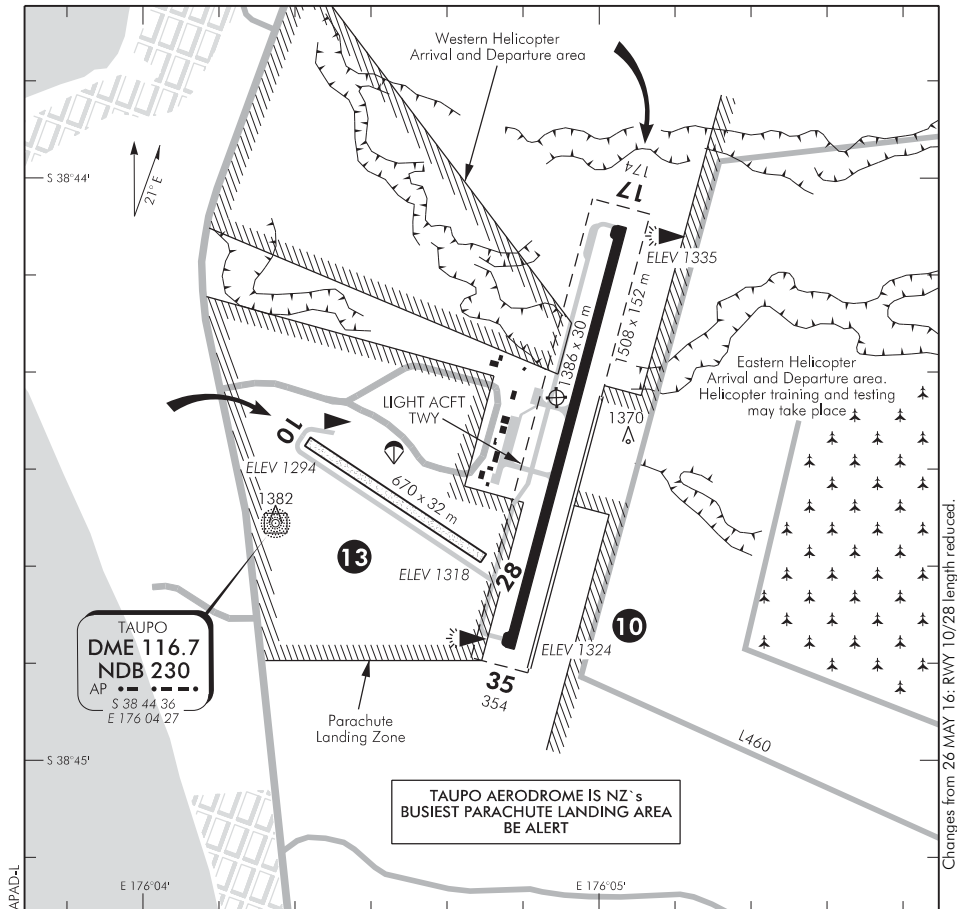 Western Helicopter
Arrival and Departure area
S 38°44'
21°E
174
17
ELEV 1335
1386 x 30 m
1508 x 152 m
Eastern Helicopter
Arrival and Departure area.
Helicopter training and testing
may take place
LIGHT ACFT
TWY
1370
10
ELEV 1294
1382
670 x 32 m
13
ELEV 1318
28
10
TAUPO
DME 116.7
NDB 230
AP
S 38 44 36
E 176 04 27
ELEV 1324
35
354
Parachute
Landing Zone
L460
S 38°45'
TAUPO AERODROME IS NZ`s
BUSIEST PARACHUTE LANDING AREA
BE ALERT
E 176°04'
E 176°05'
APAD-L
Changes from 26 MAY 16: RWY 10/28 length reduced.